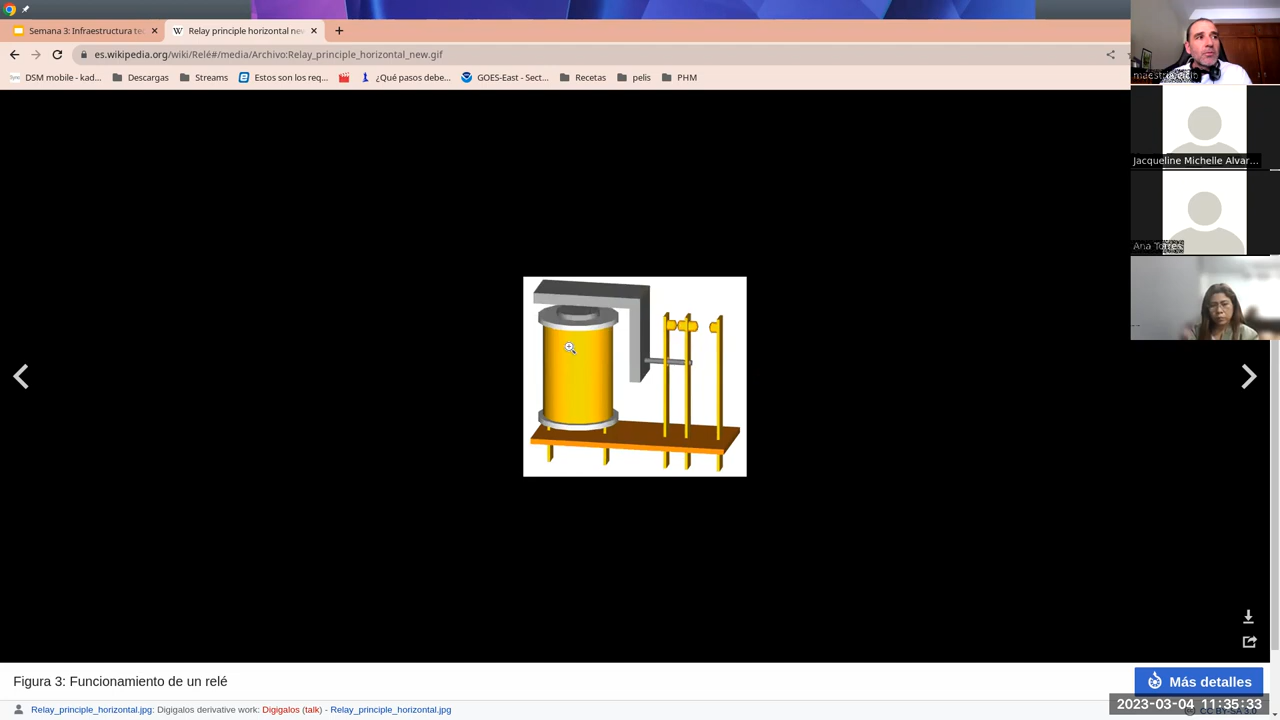 Semana 3: Infraestructura te
Relay principle horizontal new
es.wikipedia.org/wiki/Relé#/media/Archivo:Relay_principle_horizontal_new.gif
DSM mobile - kad...
Descargas
Streams
Estos son los req...
¿Qué pasos debe...
GOES-East - Sect...
Recetas
pelis
PHM
Jacqueline Michelle Alvar...
Ana Torres
Figura 3: Funcionamiento de un relé
Más detalles
Relay_principle_horizontal.jpg: Digigalos derivative work: Digigalos (talk) - Relay_principle_horizontal.jpg
2023-03-04 11:35:33